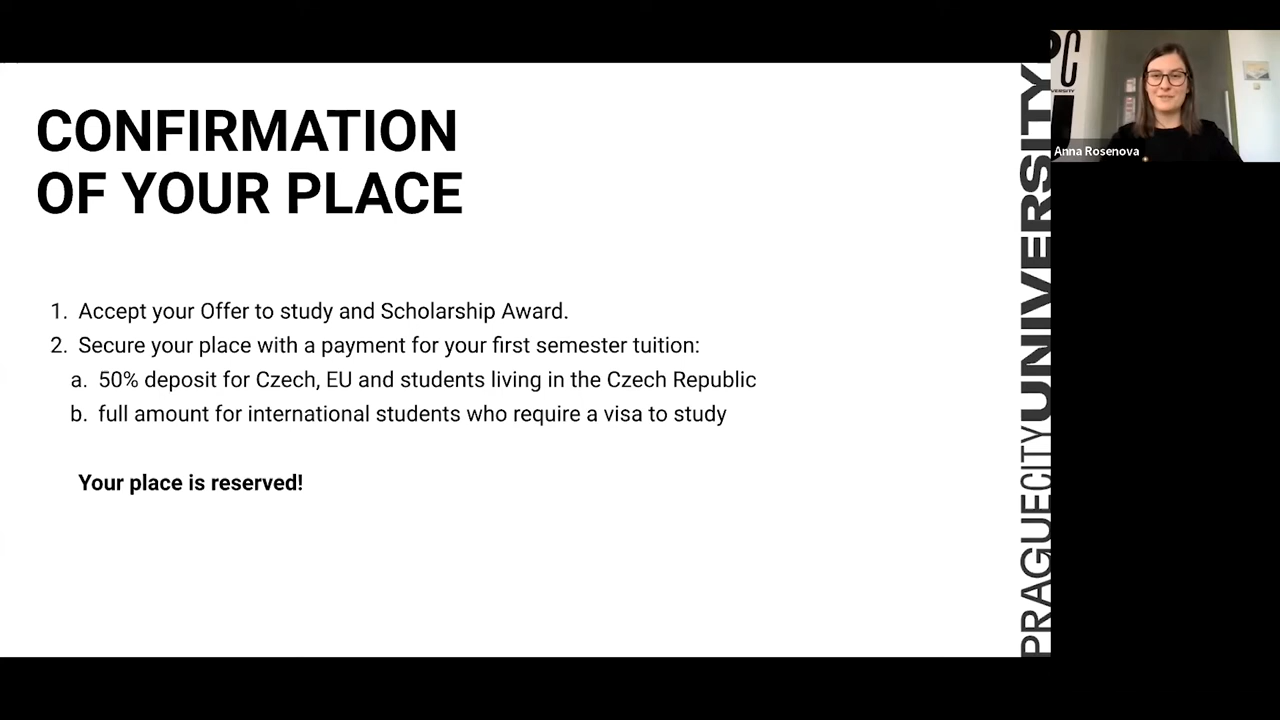 CONFIRMATION
OF YOUR PLACE
1. Accept your Offer to study and Scholarship Award.
2. Secure your place with a payment for your first semester tuition:
a. 50% deposit for Czech, EU and students living in the Czech Republic
b. full amount for international students who require a visa to study
Your place is reserved!
PRAGUECITYUNIVERSITY
VERSITY
Anna Rosenova